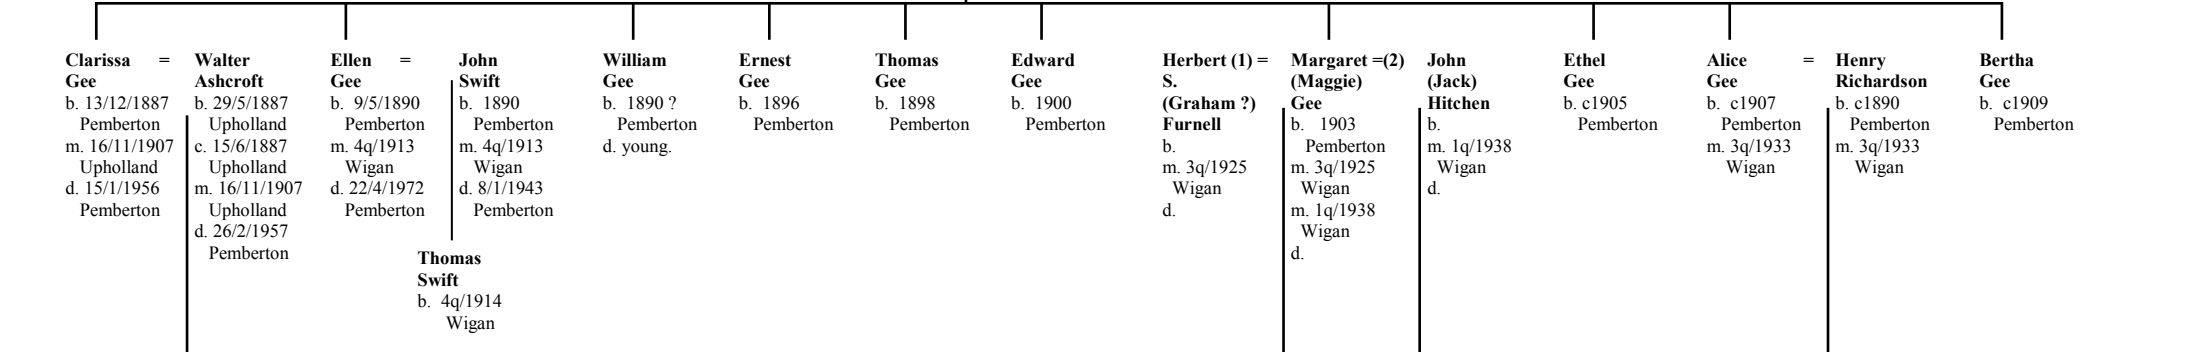 Clarissa =
Gee
b. 13/12/1887
Pemberton
m. 16/11/1907
Upholland
d. 15/1/1956
Pemberton
Walter
Ashcroft
b. 29/5/1887
Upholland
c. 15/6/1887
Upholland
m. 16/11/1907
Upholland
d. 26/2/1957
Pemberton
Ellen =
Gee
b. 9/5/1890
Pemberton
m. 4q/1913
Wigan
d. 22/4/1972
Pemberton
John
Swift
b. 1890
Pemberton
m. 4q/1913
Wigan
d. 8/1/1943
Pemberton
Thomas
Swift
b. 4q/1914
Wigan
William
Gee
b. 1890 ?
Pemberton
d. young.
Ernest
Gee
b. 1896
Pemberton
Thomas
Gee
b. 1898
Pemberton
Edward
Gee
b. 1900
Pemberton
Herbert (1) =
S.
(Graham ?)
Furnell
b.
m. 3q/1925
Wigan
d.
Margaret =(2)
(Maggie)
Gee
b. 1903
Pemberton
m. 3q/1925
Wigan
m. 1q/1938
Wigan
d.
John
(Jack)
Hitchen
b.
m. 1q/1938
Wigan
d.
Ethel
Gee
b. c1905
Pemberton
Alice =
Gee
b. c1907
Pemberton
m. 3q/1933
Wigan
Henry
Richardson
b. c1890
Pemberton
m. 3q/1933
Wigan
Bertha
Gee
b. c1909
Pemberton